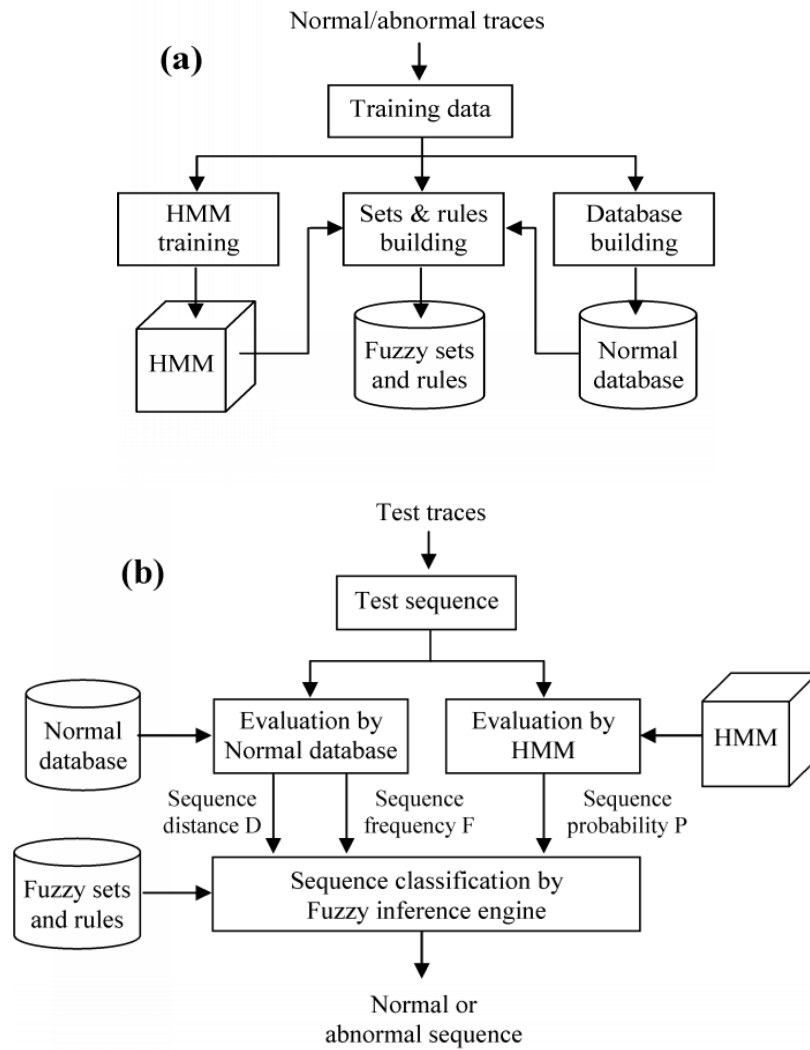 Normal/abnormal traces
(a)
Training data
HMM
training
Sets & rules
building
Database
building
HMM
Fuzzy sets
and rules
Normal
database
Test traces
(b)
Test sequence
Normal
database
Evaluation by
Normal database
Evaluation by
HMM
HMM
Sequence
distance D
Sequence
frequency F
Sequence
probability P
Fuzzy sets
and rules
Sequence classification by
Fuzzy inference engine
Normal or
abnormal sequence